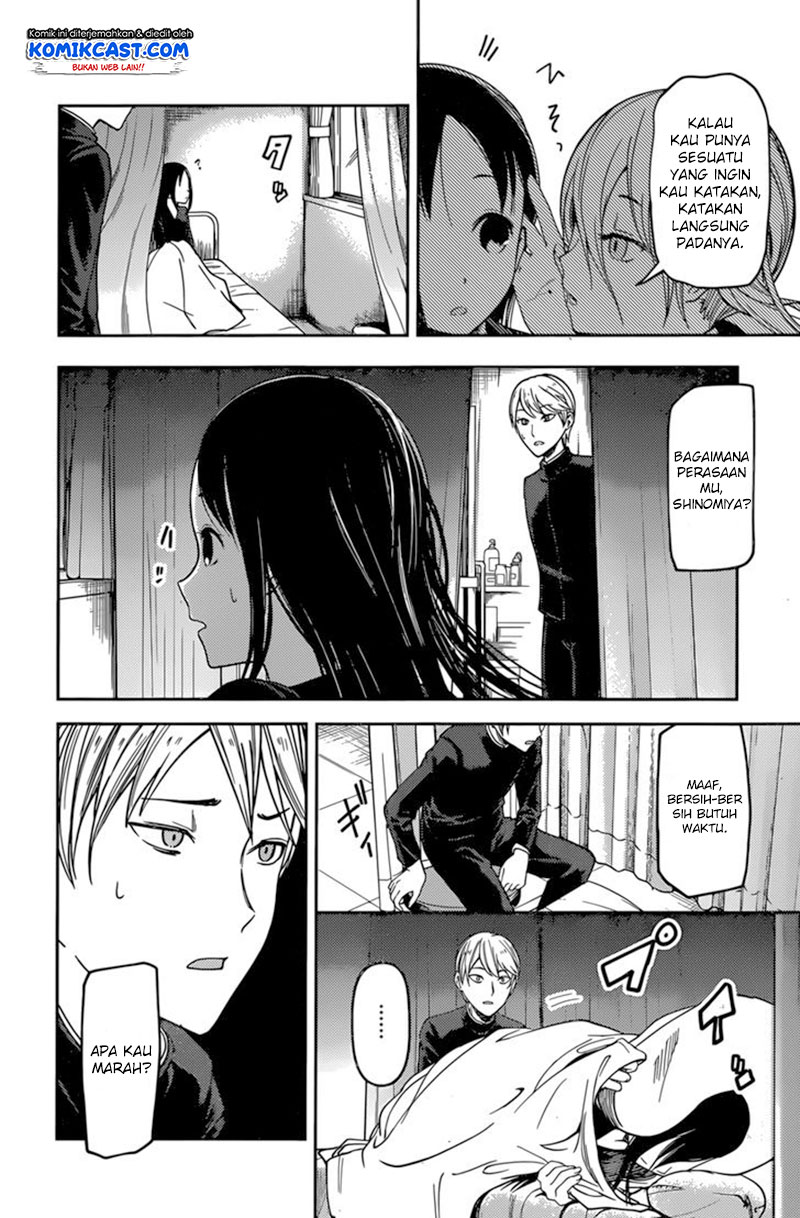 Komik ini diterjemahkan & diedit oleh
KOMIKCAST.COM
BUKAN WEB LAIN!!
KALAU
KAU PUNYA
SESUATU
YANG INGIN
KAU KATAKAN,
KATAKAN
LANGSUNG
PADANYA.
BAGAIMANA
PERASAAN
MU,
SHINOMIYA?
MAAF,
BERSIH-BER
SIH BUTUH
WAKTU.
.........
APA KAU
MARAH?